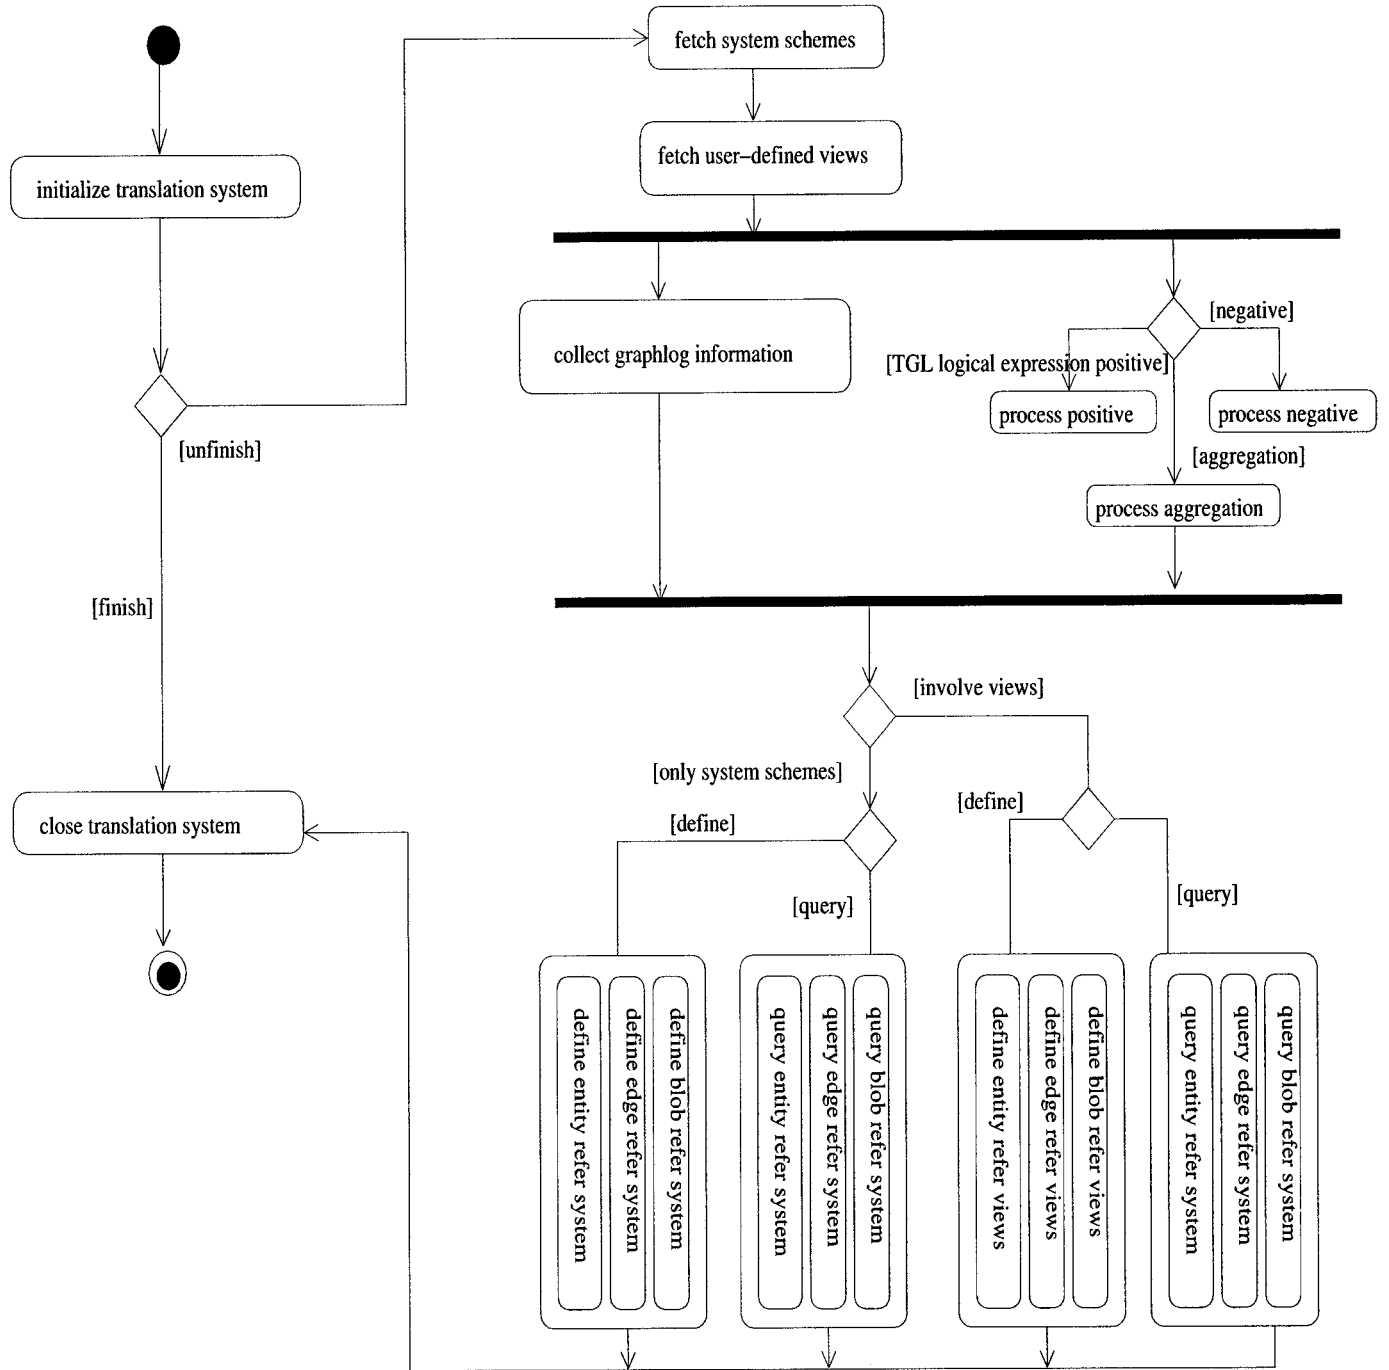 fetch system schemes
fetch user-defined views
initialize translation system
[negative]
collect graphlog information
[TGL logical expression positive]
process positive
process negative
[unfinish]
[aggregation]
process aggregation
[finish]
[involve views]
[only system schemes]
close translation system
[define]
[define]
[query]
[query]
define entity refer system
define edge refer system
define blob refer system
query entity refer system
query edge refer system
query blob refer system
define entity refer views
define edge refer views
define blob refer views
query entity refer system
query edge refer system
query blob refer system